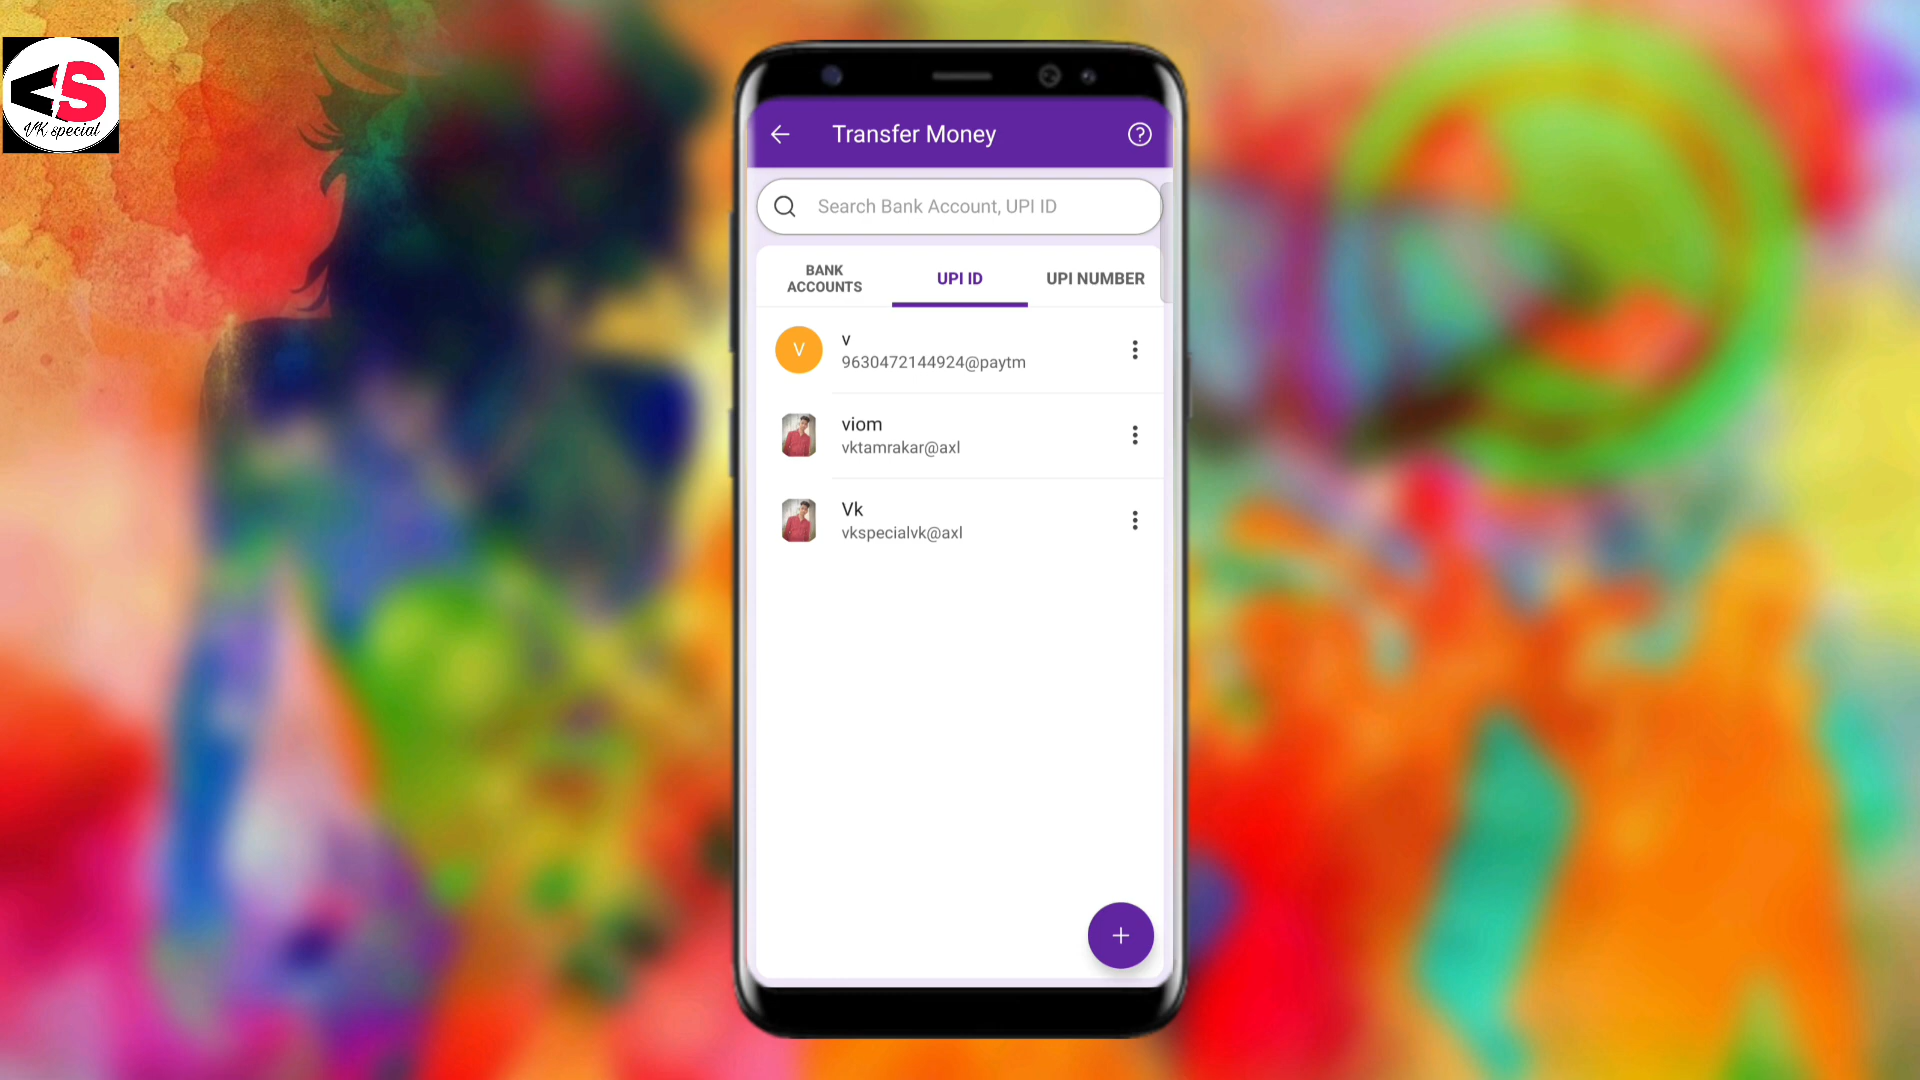 VS
VK special
Transfer Money
Search Bank Account, UPI ID
BANK
ACCOUNTS
UPI ID
UPI NUMBER
V
v
9630472144924@paytm
viom
vktamrakar@axl
Vk
vkspecialvk@axl